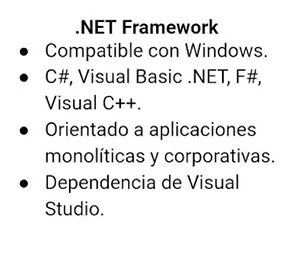 .NET Framework
● Compatible con Windows.
● C#, Visual Basic .NET, F#,
Visual C++.
● Orientado a aplicaciones
monolíticas y corporativas.
● Dependencia de Visual
Studio.